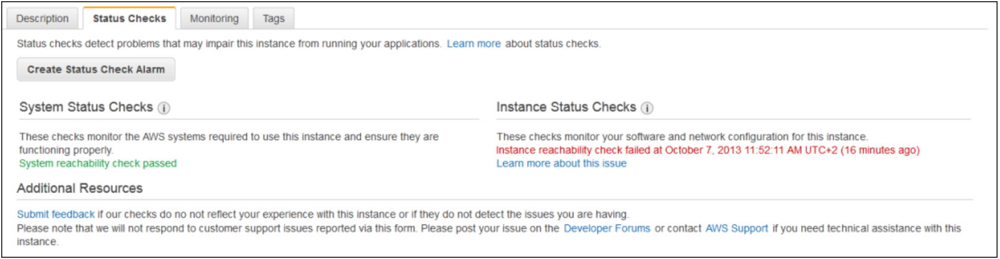 Description Status Checks Monitoring Tags
Status checks detect problems that may impair this instance from running your applications. Learn more about status checks.
Create Status Check Alarm
System Status Checks i
These checks monitor the AWS systems required to use this instance and ensure they are
functioning properly.
System reachability check passed
Instance Status Checks i
These checks monitor your software and network configuration for this instance.
Instance reachability check failed at October 7, 2013 11:52:11 AM UTC+2 (16 minutes ago)
Learn more about this issue
Additional Resources
Submit feedback if our checks do no not reflect your experience with this instance or if they do not detect the issues you are having.
Please note that we will not respond to customer support issues reported via this form. Please post your issue on the Developer Forums or contact AWS Support if you need technical assistance with this
instance.